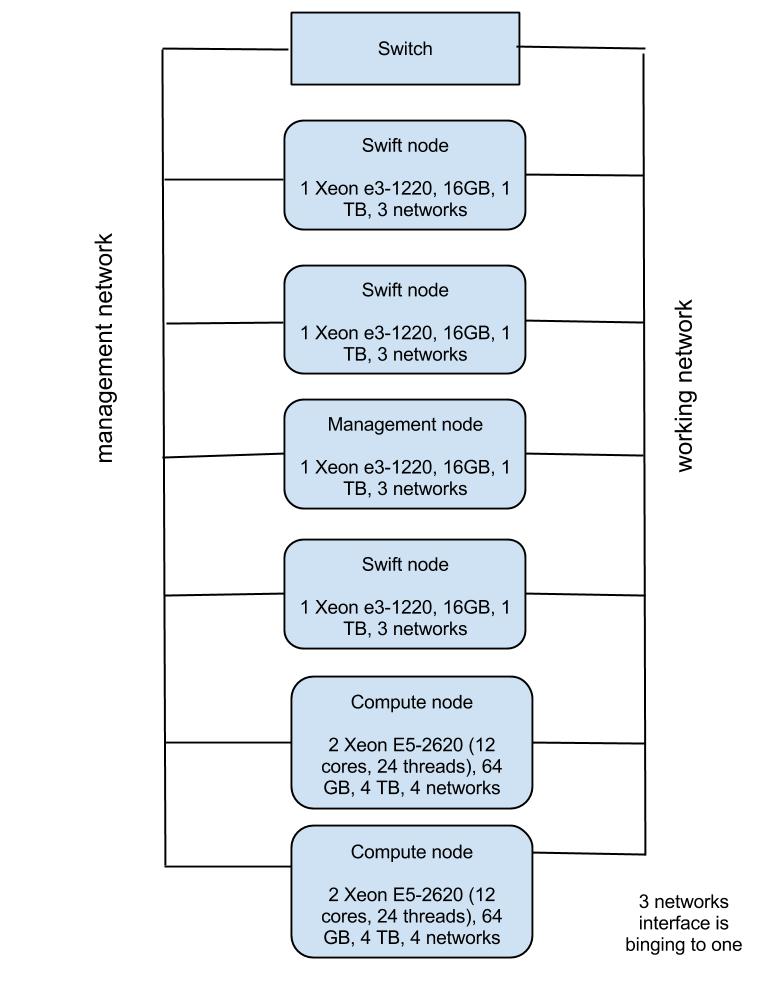 Switch
Swift node
1 Xeon e3-1220, 16GB, 1
TB, 3 networks
Swift node
1 Xeon e3-1220, 16GB, 1
TB, 3 networks
management network
working network
Management node
1 Xeon e3-1220, 16GB, 1
TB, 3 networks
Swift node
1 Xeon e3-1220, 16GB, 1
TB, 3 networks
Compute node
2 Xeon E5-2620 (12
cores, 24 threads), 64
GB, 4 TB, 4 networks
Compute node
2 Xeon E5-2620 (12
cores, 24 threads), 64
GB, 4 TB, 4 networks
3 networks
interface is
binging to one